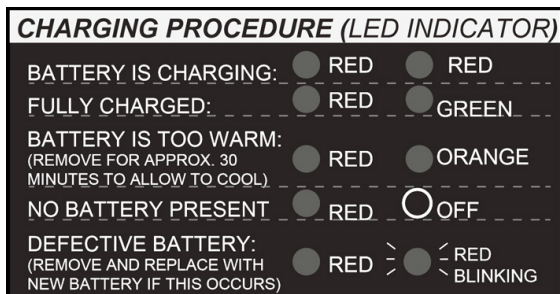 CHARGING PROCEDURE (LED INDICATOR)
BATTERY IS CHARGING: RED RED
FULLY CHARGED: RED GREEN
BATTERY IS TOO WARM:
(REMOVE FOR APPROX. 30
MINUTES TO ALLOW TO COOL) RED ORANGE
NO BATTERY PRESENT RED OFF
DEFECTIVE BATTERY:
(REMOVE AND REPLACE WITH
NEW BATTERY IF THIS OCCURS) RED RED
BLINKING